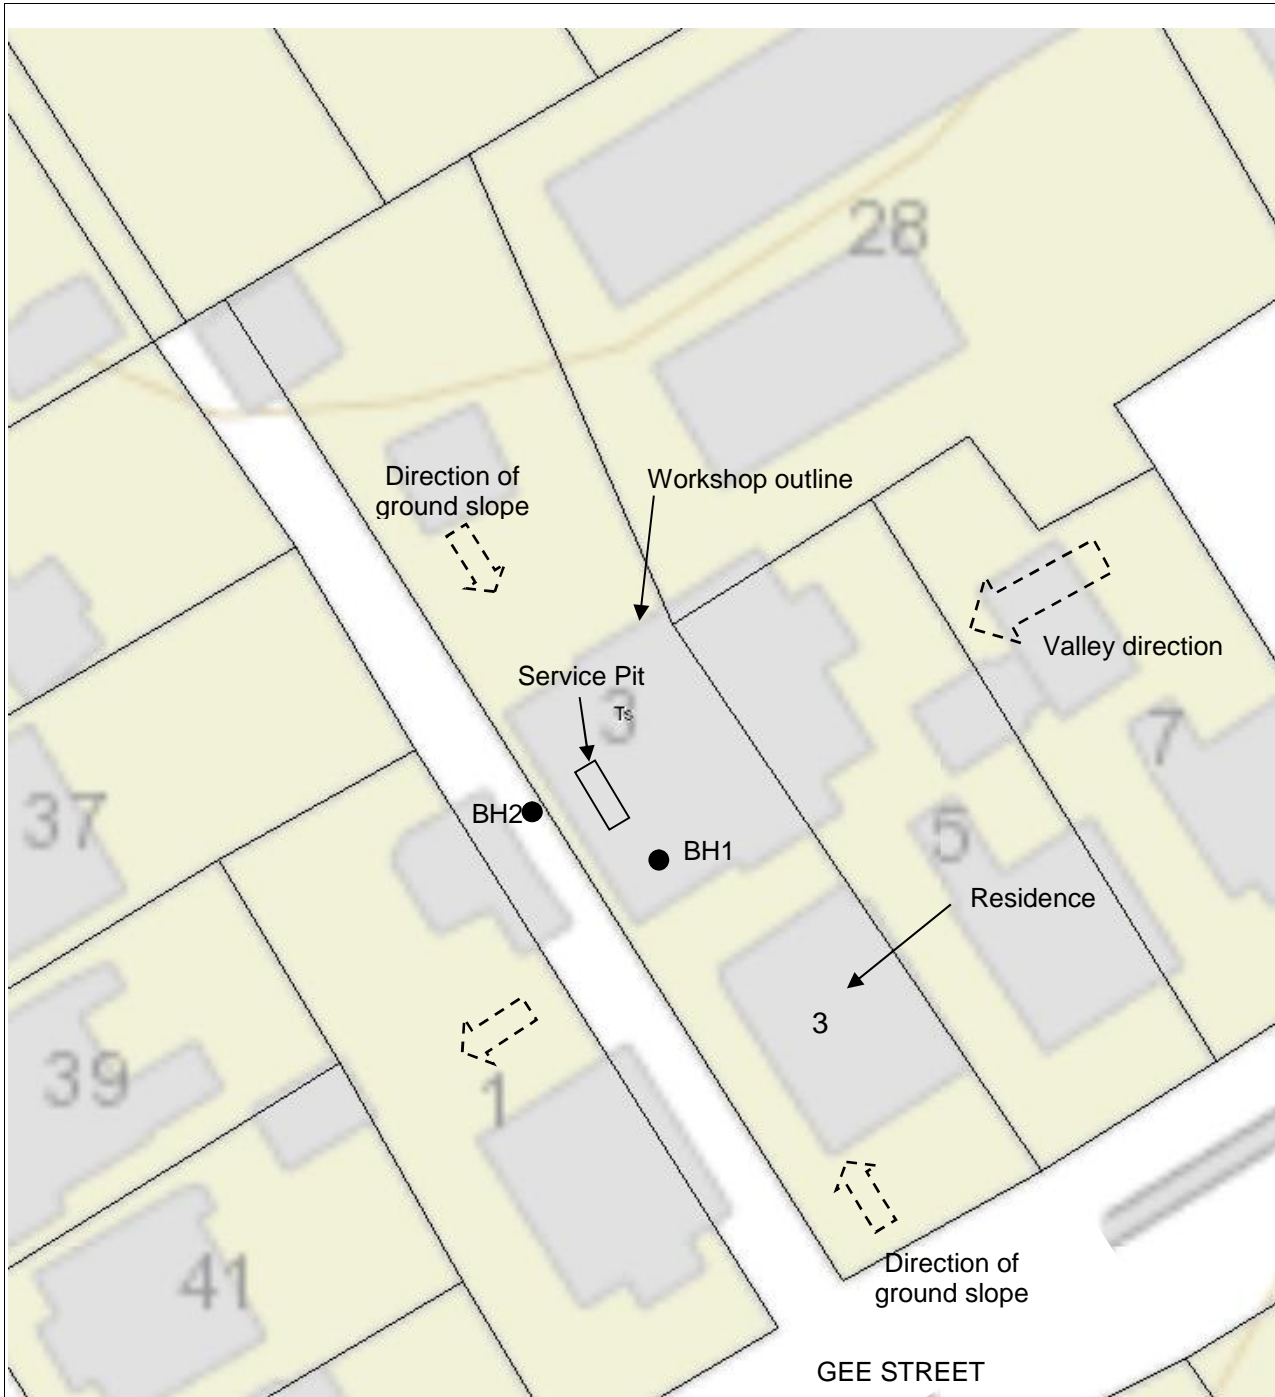 28
Direction of
ground slope
Workshop outline
Valley direction
Service Pit
3
Ts
7
37
BH2
BH1
5
Residence
3
39
1
41
Direction of
ground slope
GEE STREET